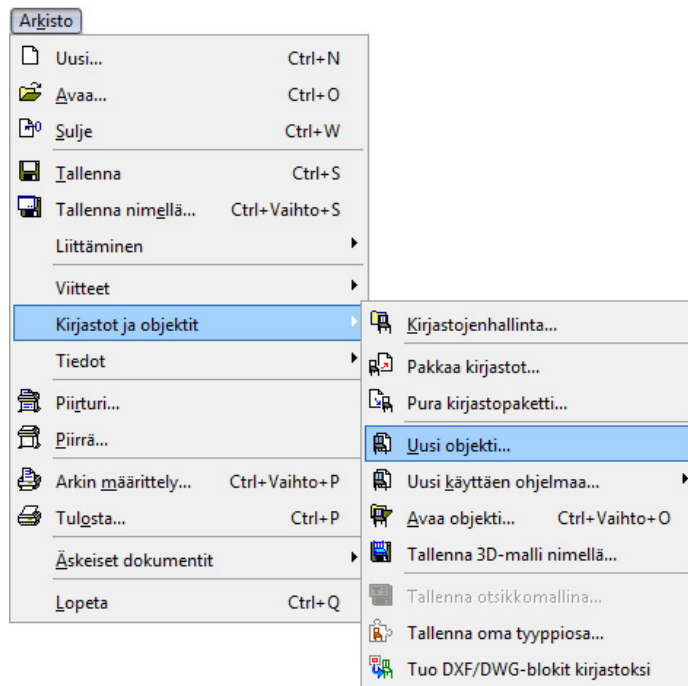 Arkisto
Uusi... Ctrl+N
Avaa... Ctrl+O
Sulje Ctrl+W
Tallenna Ctrl+S
Tallenna nimellä... Ctrl+Vaihto+S
Liittäminen
Viitteet
Kirjastot ja objektit
Tiedot
Piirturi...
Piirrä...
Arkin määrittely... Ctrl+Vaihto+P
Tulosta... Ctrl+P
Äskeiset dokumentit
Lopeta Ctrl+Q
Kirjastojenhallinta...
Pakkaa kirjastot...
Pura kirjastopaketti...
Uusi objekti...
Uusi käyttäen ohjelmaa...
Avaa objekti... Ctrl+Vaihto+O
Tallenna 3D-malli nimellä...
Tallenna otsikkomallina...
Tallenna oma tyyppiosa...
Tuo DXF/DWG-blokit kirjastoksi